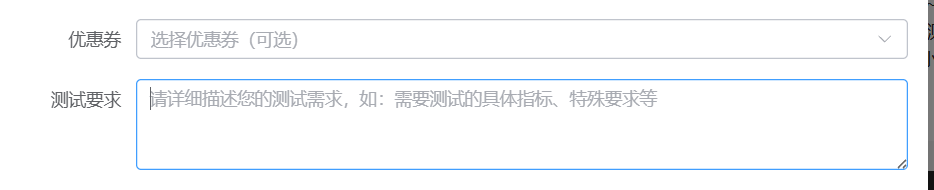 优惠券 选择优惠券（可选）
测试要求 请详细描述您的测试需求，如：需要测试的具体指标、特殊要求等